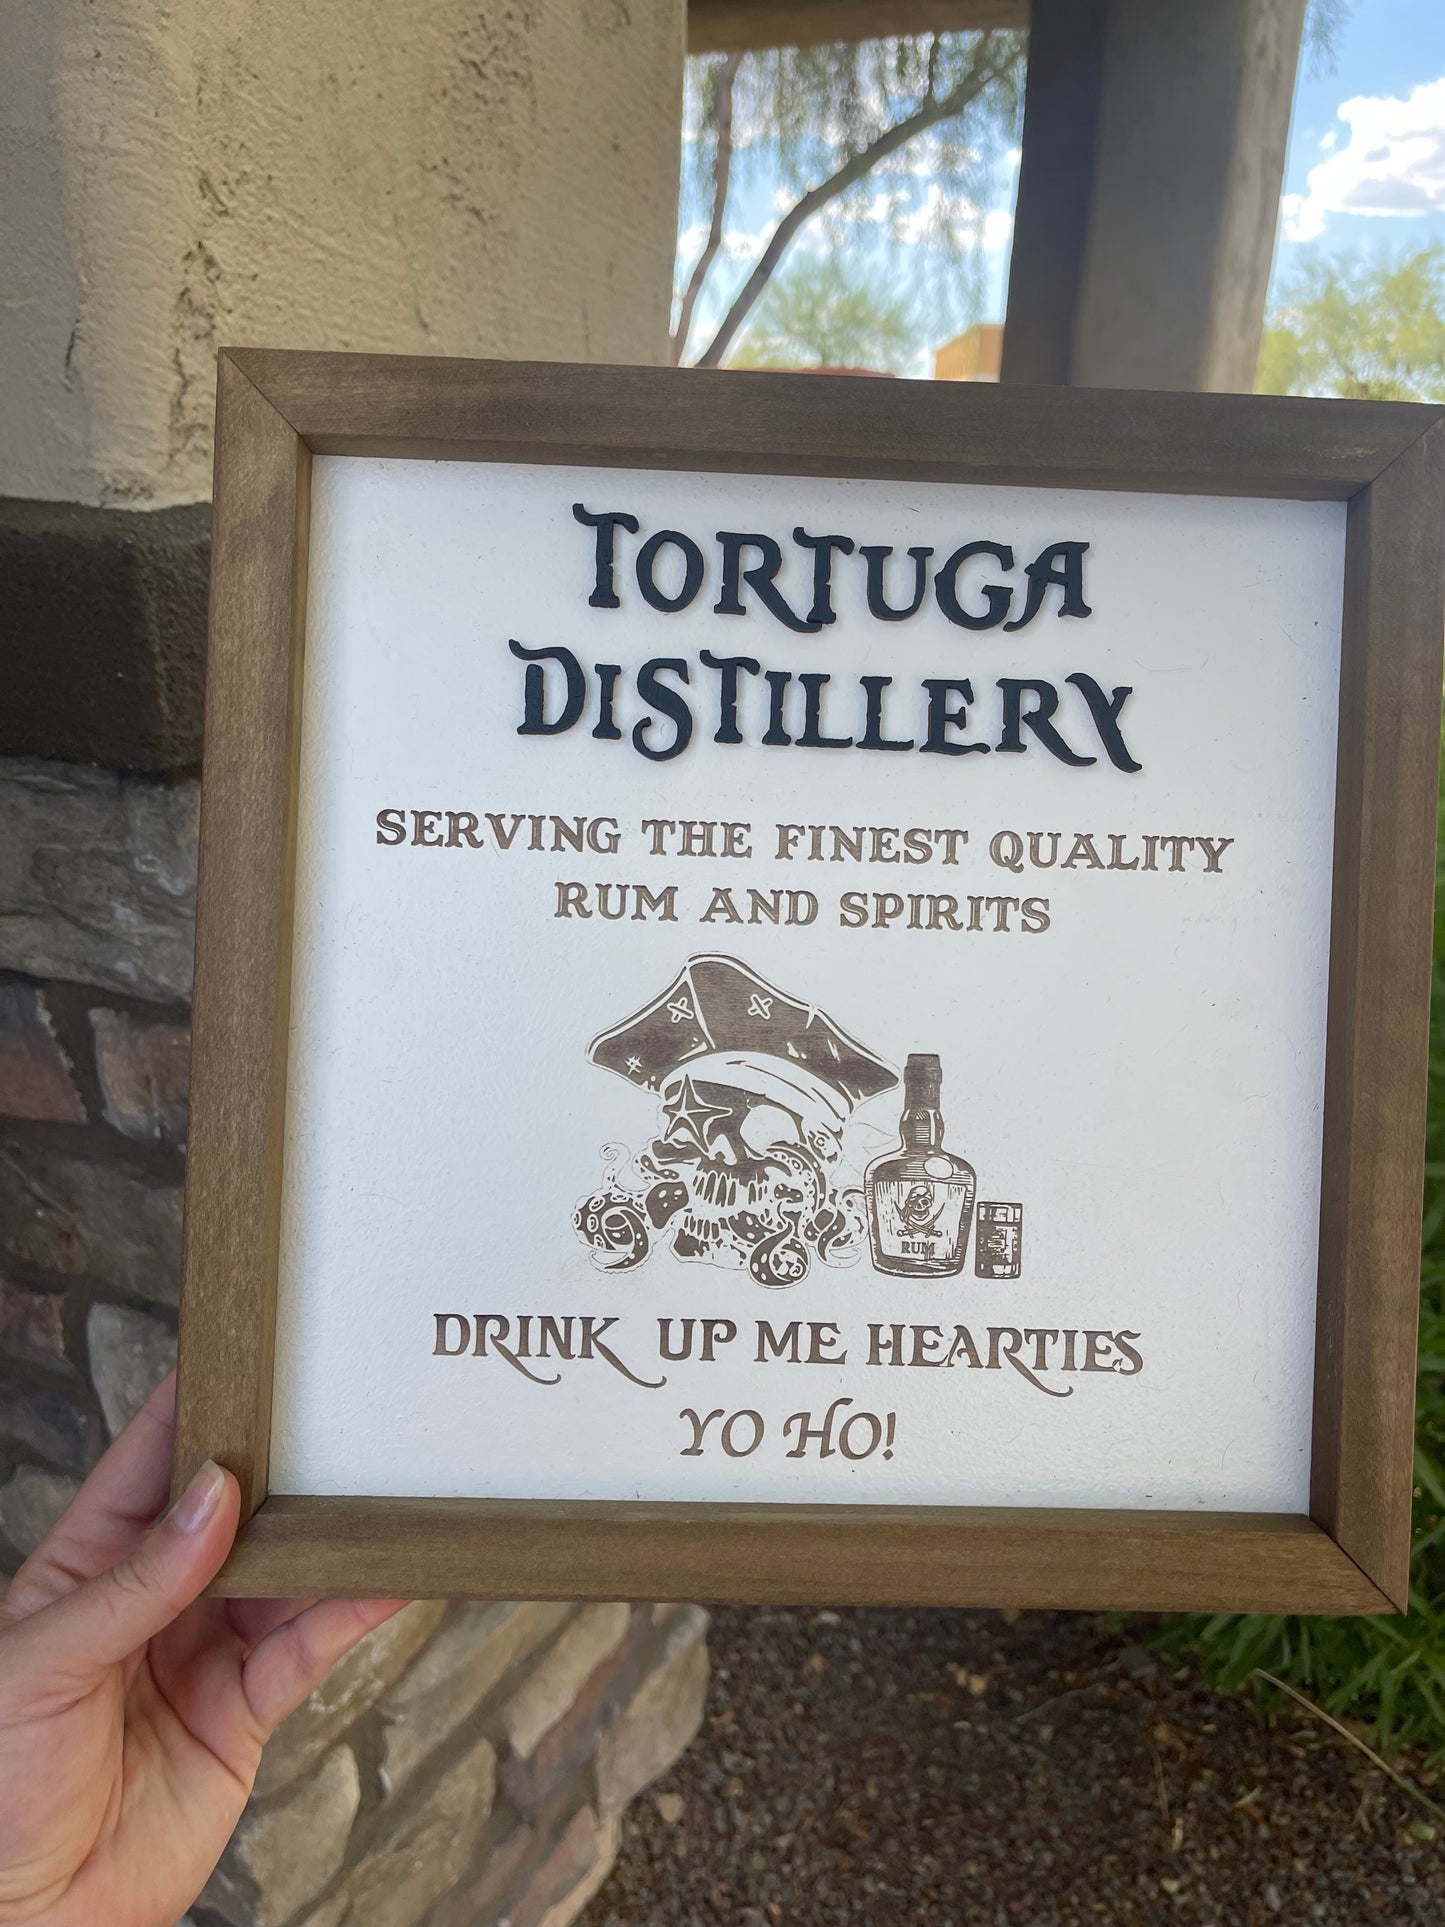 TORTUGA
DISTILLERY
SERVING THE FINEST QUALITY
RUM AND SPIRITS
RUM
DRINK UP ME HEARTIES
YO HO!